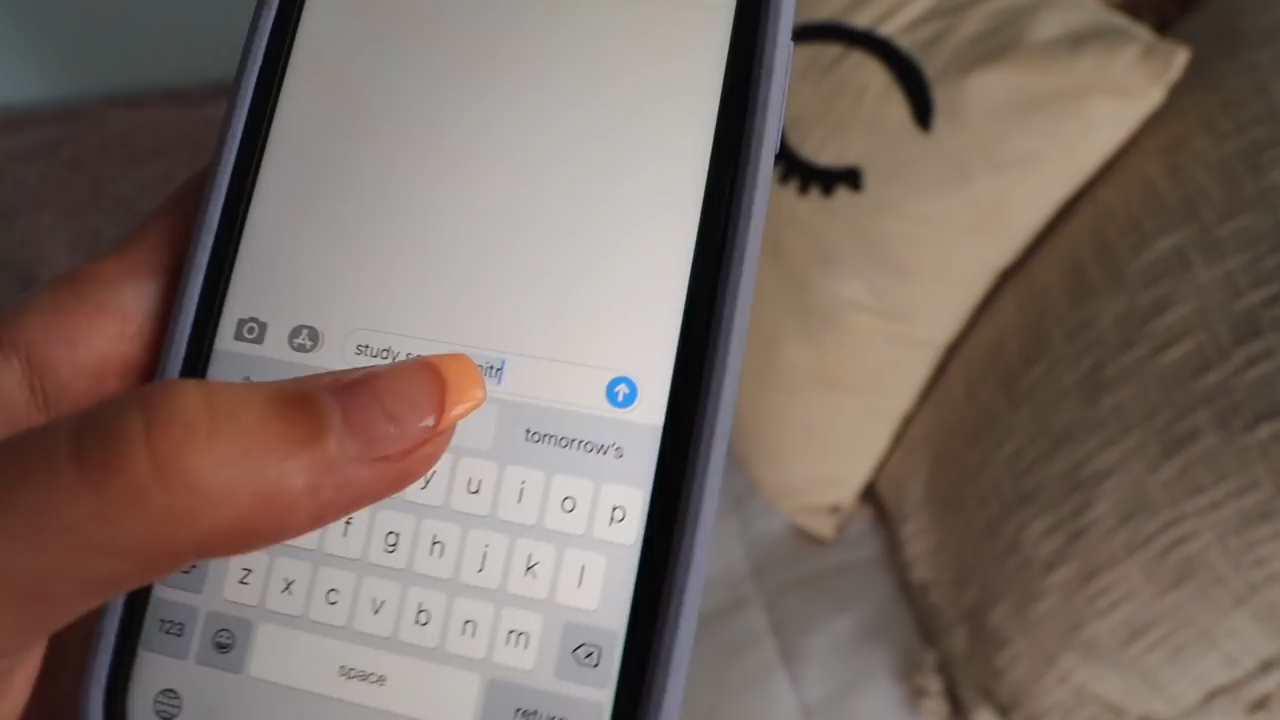 study
tomorrow's
y u i o p
f g h j k l
z x c v b n m
123
space
return